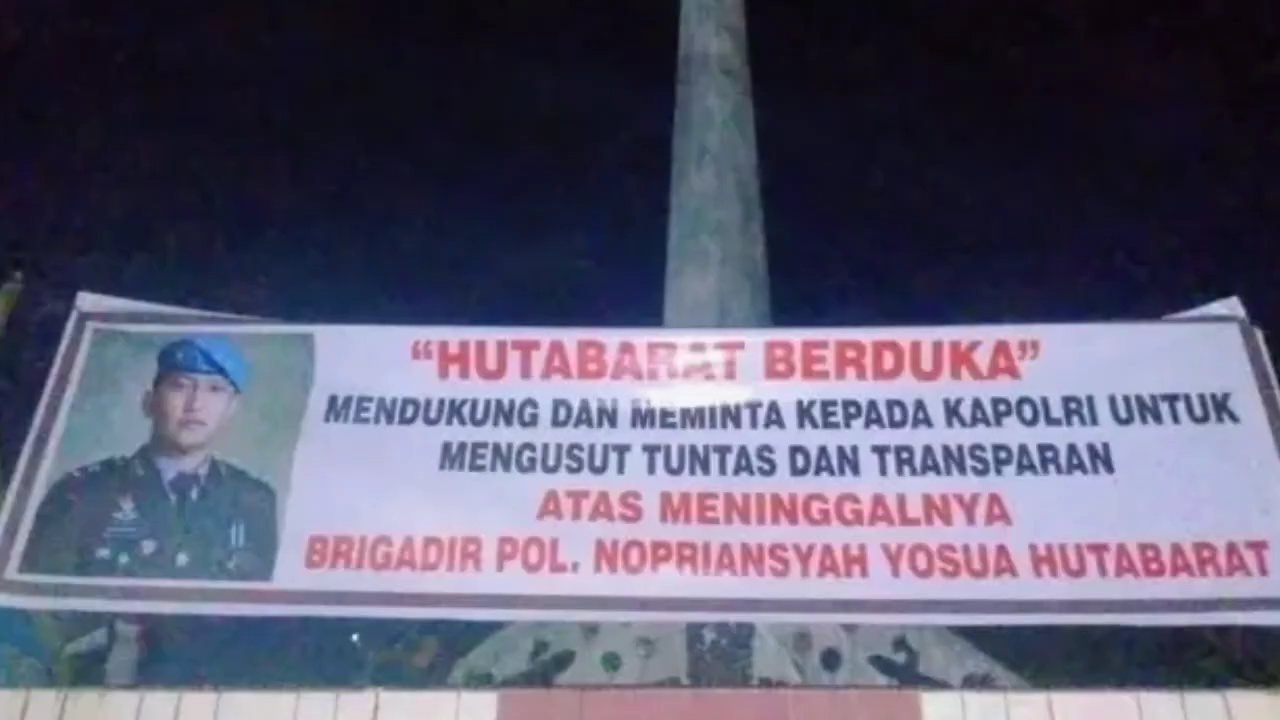 “HUTABARAT BERDUKA”
MENDUKUNG DAN MEMINTA KEPADA KAPOLRI UNTUK
MENGUSUT TUNTAS DAN TRANSPARAN
ATAS MENINGGALNYA
BRIGADIR POL. NOPRIANSYAH YOSUA HUTABARAT